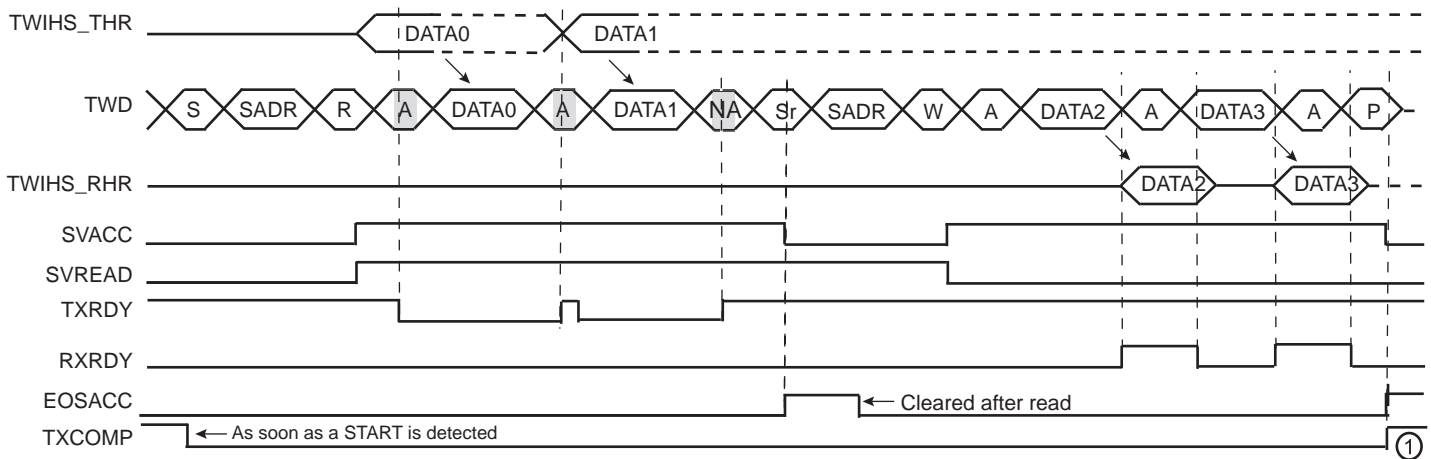 TWIHS_THR DATA0 DATA1
TWD S SADR R A DATA0 A DATA1 NA Sr SADR W A DATA2 A DATA3 A P
TWIHS_RHR DATA2 DATA3
SVACC
SVREAD
TXRDY
RXRDY
EOSACC Cleared after read
TXCOMP As soon as a START is detected 1